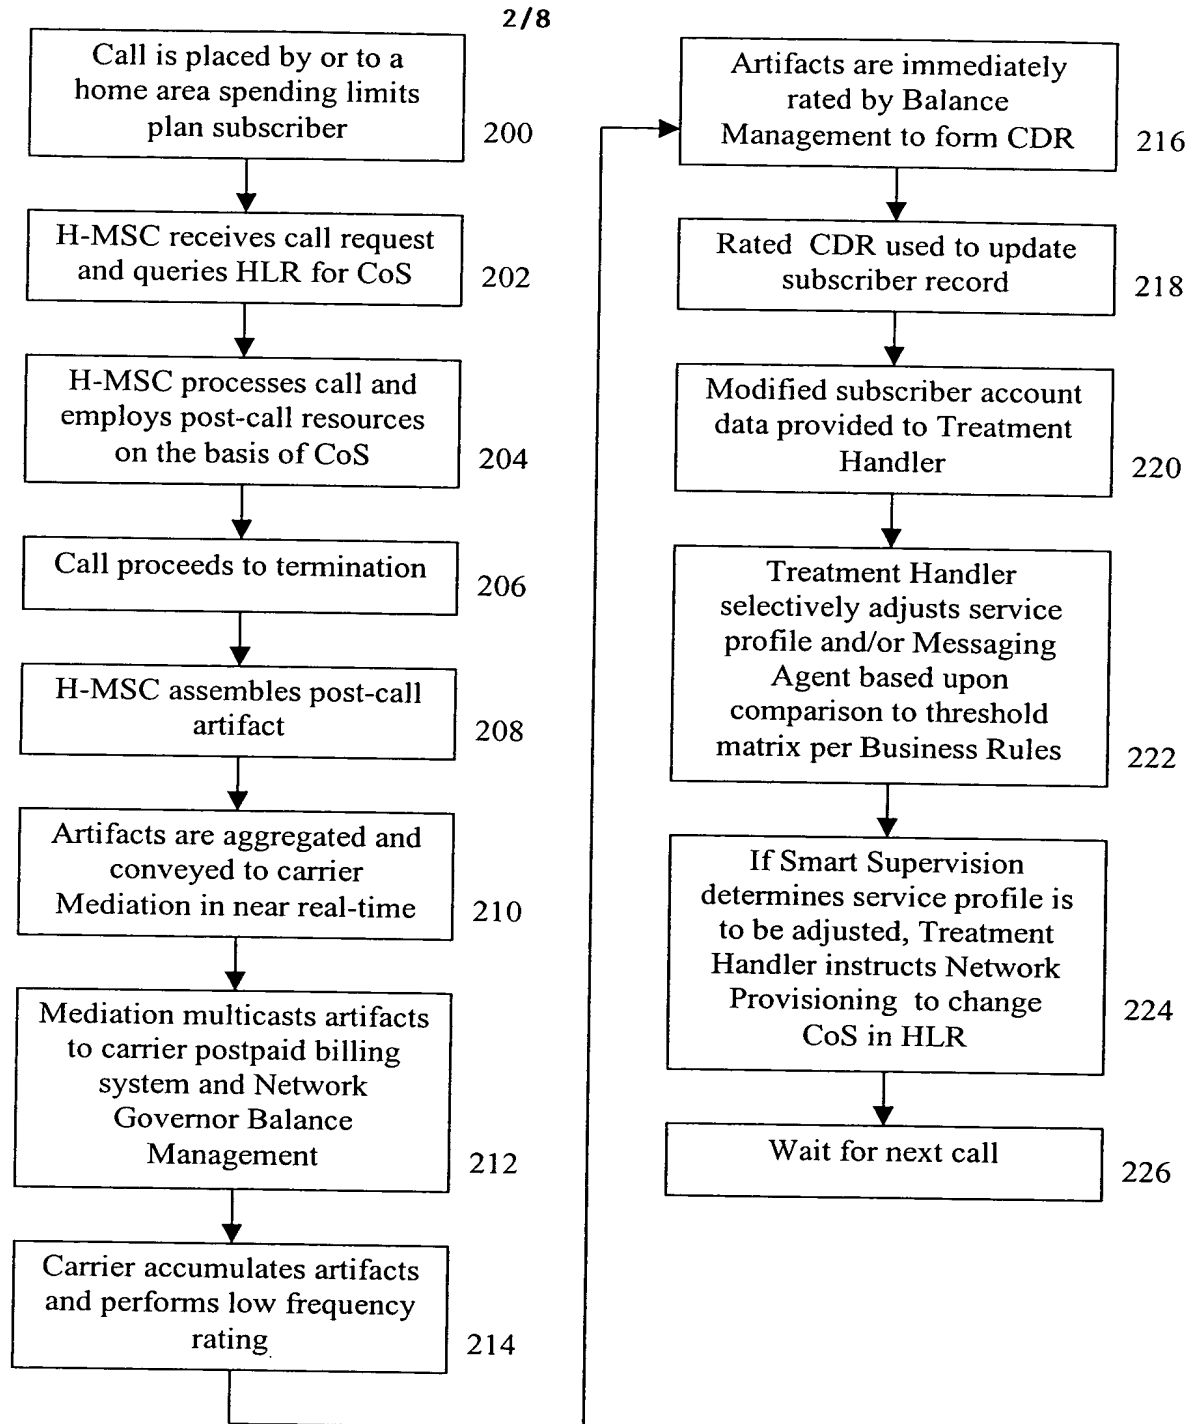 2/8
Call is placed by or to a
home area spending limits
plan subscriber
200
H-MSC receives call request
and queries HLR for CoS
202
H-MSC processes call and
employs post-call resources
on the basis of CoS
204
Call proceeds to termination
206
H-MSC assembles post-call
artifact
208
Artifacts are aggregated and
conveyed to carrier
Mediation in near real-time
210
Mediation multicasts artifacts
to carrier postpaid billing
system and Network
Governor Balance
Management
212
Carrier accumulates artifacts
and performs low frequency
rating
214
Artifacts are immediately
rated by Balance
Management to form CDR
216
Rated CDR used to update
subscriber record
218
Modified subscriber account
data provided to Treatment
Handler
220
Treatment Handler
selectively adjusts service
profile and/or Messaging
Agent based upon
comparison to threshold
matrix per Business Rules
222
If Smart Supervision
determines service profile is
to be adjusted, Treatment
Handler instructs Network
Provisioning to change
CoS in HLR
224
Wait for next call
226